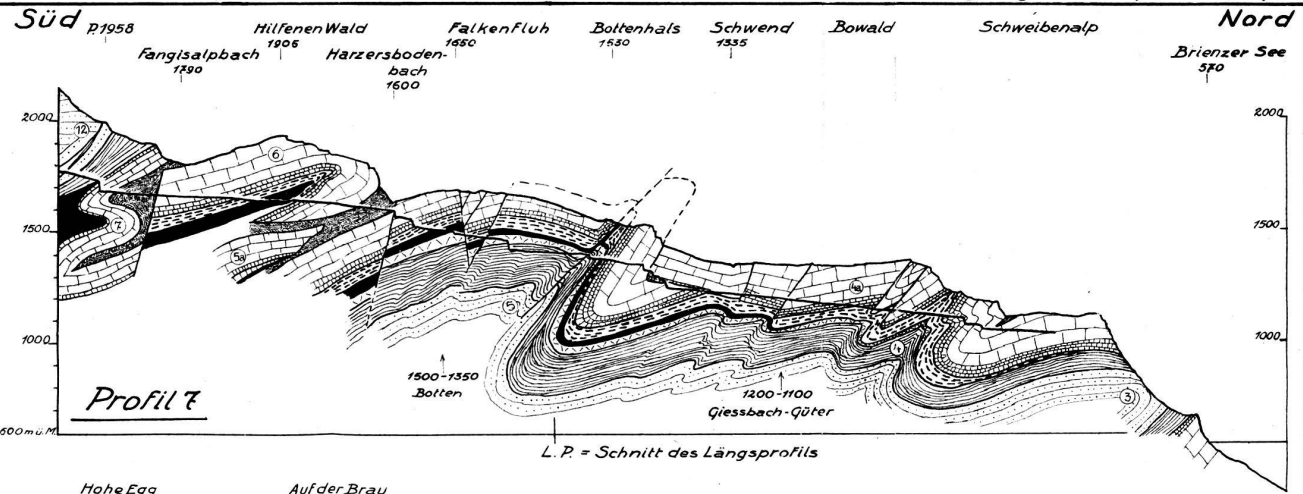 Süd
Nord
P. 1958
Hilfenen Wald
1906
Falkenfluh
1650
Bottenhals
1530
Schwend
1335
Bowald
Schweibenalp
Fangisalpbach
1790
Harzersboden-
bach
1600
Brienzer See
570
2000
2000
12
6
7
1500
1500
5a
5
4a
4
1000
1000
3
1500-1350
Botten
1200-1100
Giessbach-Güter
Profil 7
600 m ü. M.
L. P. = Schnitt des Längsprofils
Hohe Egg
Auf der Brau